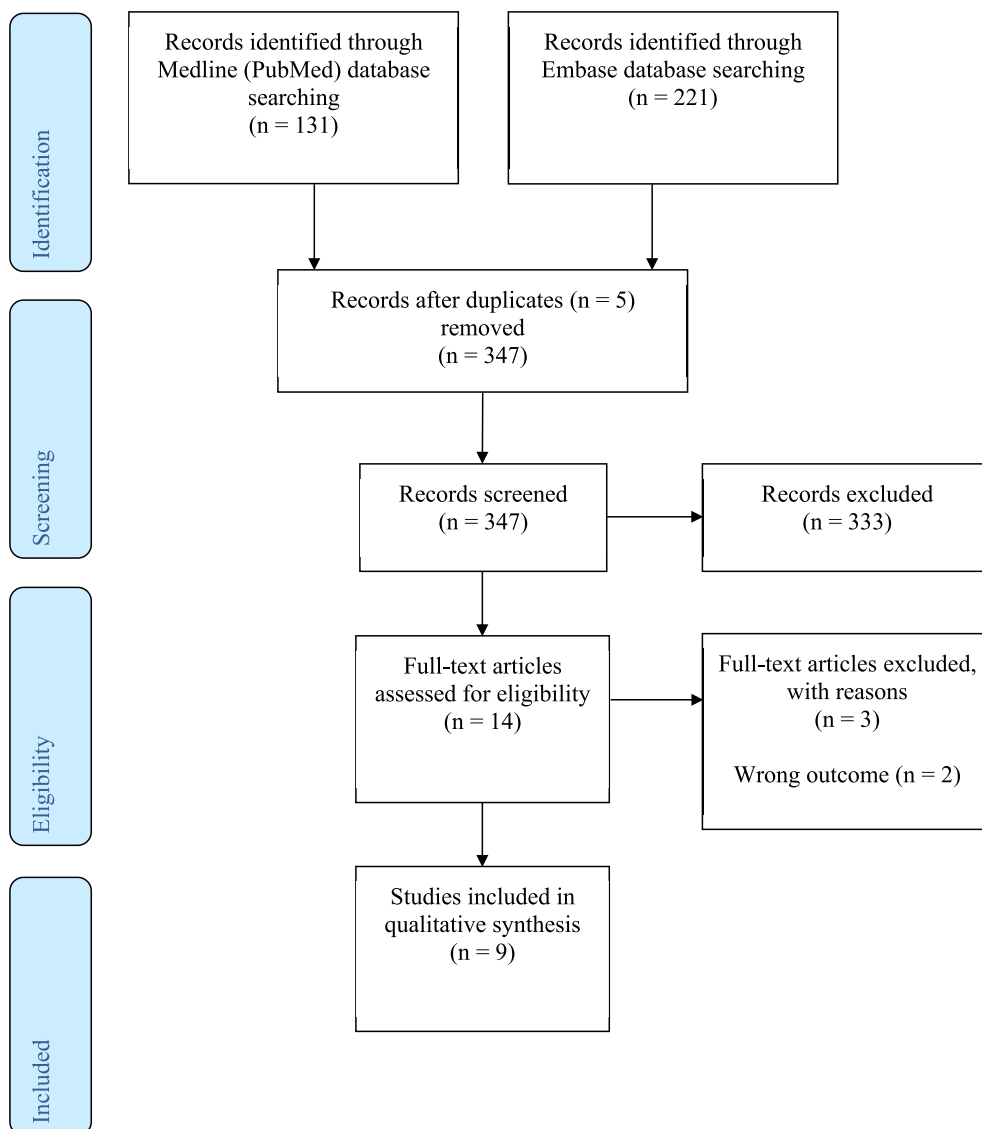 Identification
Records identified through
Medline (PubMed) database
searching
(n = 131)
Records identified through
Embase database searching
(n = 221)
Screening
Records after duplicates (n = 5)
removed
(n = 347)
Records screened
(n = 347)
Records excluded
(n = 333)
Eligibility
Full-text articles
assessed for eligibility
(n = 14)
Full-text articles excluded,
with reasons
(n = 3)
Wrong outcome (n = 2)
Included
Studies included in
qualitative synthesis
(n = 9)